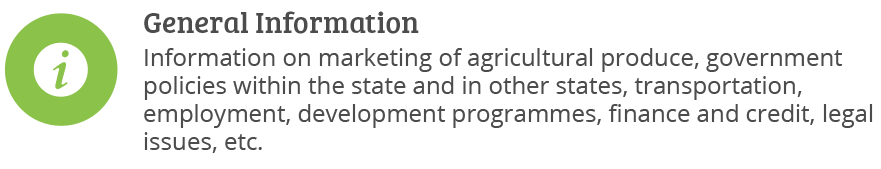 General Information
Information on marketing of agricultural produce, government
policies within the state and in other states, transportation,
employment, development programmes, finance and credit, legal
issues, etc.